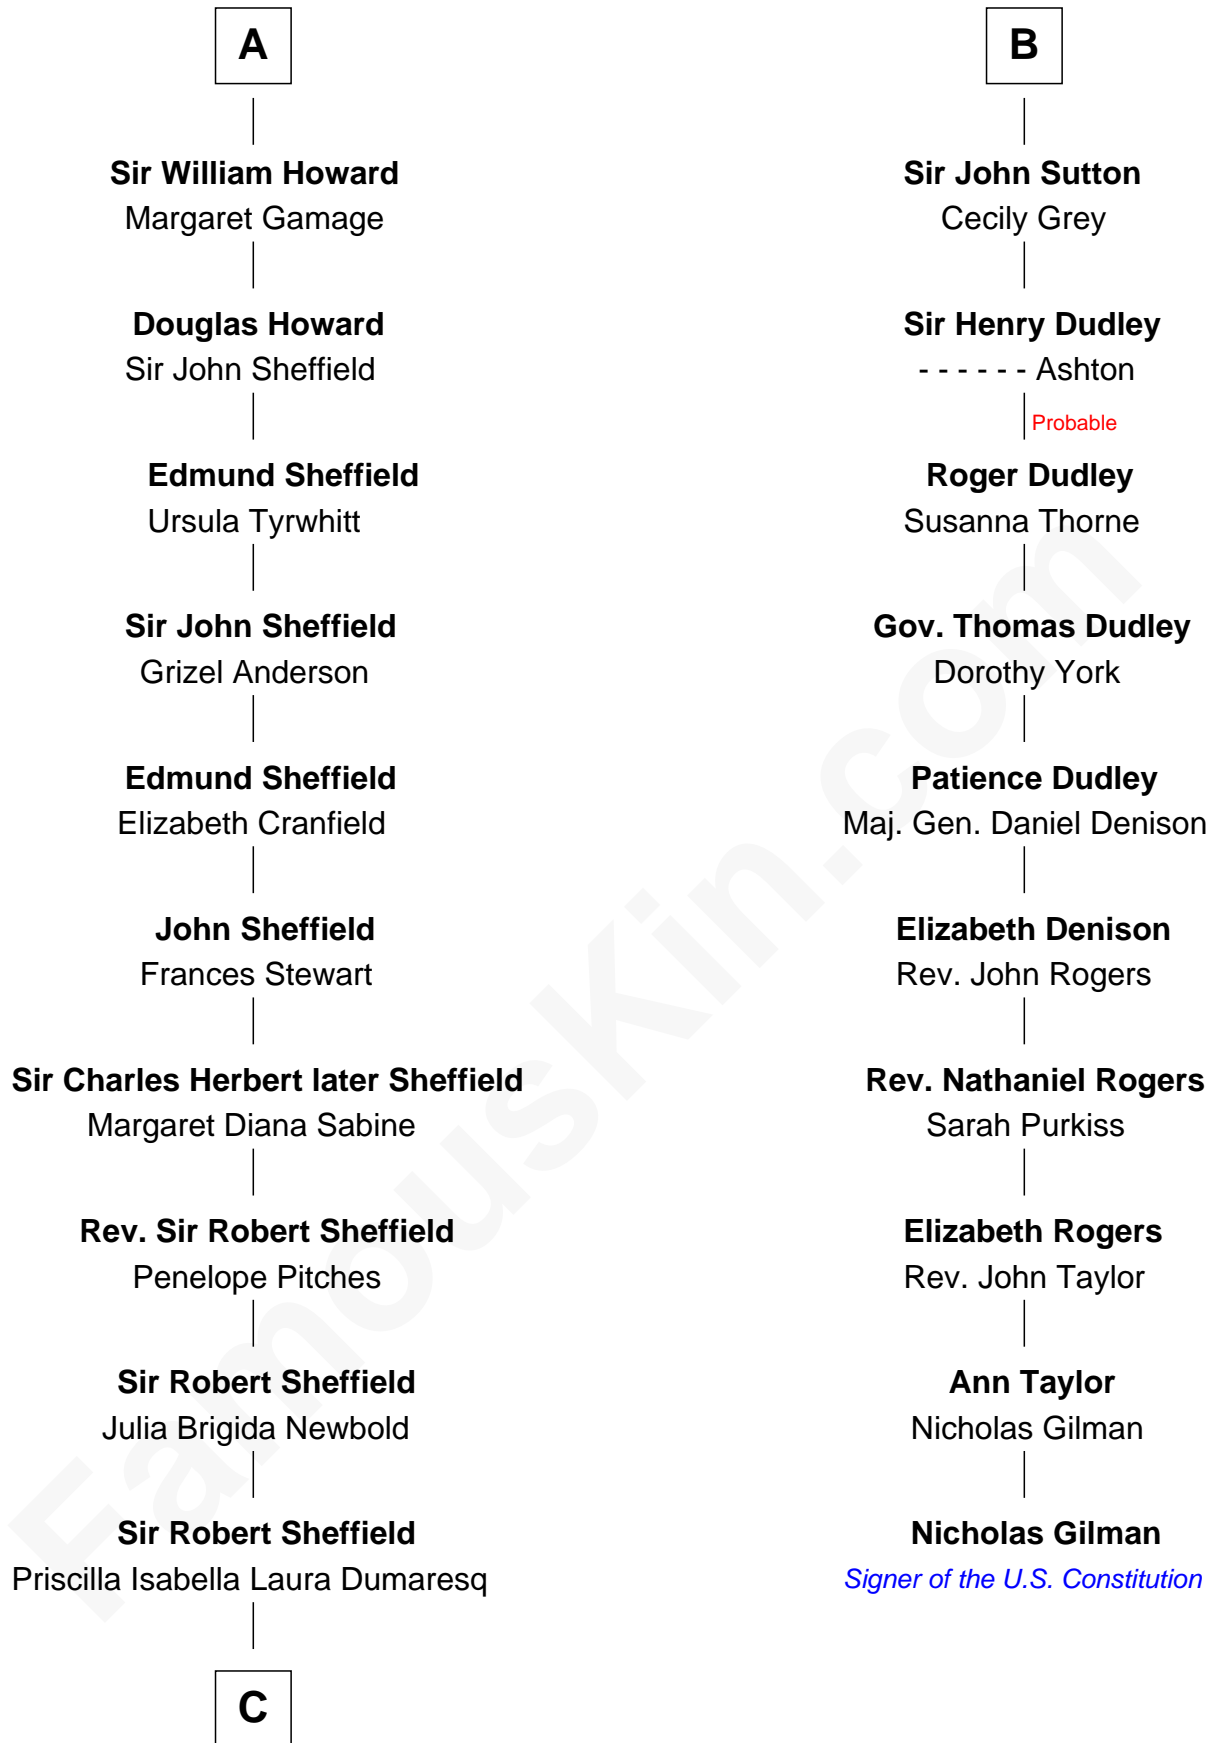 A
Sir William Howard
Margaret Gamage
Douglas Howard
Sir John Sheffield
Edmund Sheffield
Ursula Tyrwhitt
Sir John Sheffield
Grizel Anderson
Edmund Sheffield
Elizabeth Cranfield
John Sheffield
Frances Stewart
Sir Charles Herbert later Sheffield
Margaret Diana Sabine
Rev. Sir Robert Sheffield
Penelope Pitches
Sir Robert Sheffield
Julia Brigida Newbold
Sir Robert Sheffield
Priscilla Isabella Laura Dumaresq
C
B
Sir John Sutton
Cecily Grey
Sir Henry Dudley
- - - - - - Ashton
Probable
Roger Dudley
Susanna Thorne
Gov. Thomas Dudley
Dorothy York
Patience Dudley
Maj. Gen. Daniel Denison
Elizabeth Denison
Rev. John Rogers
Rev. Nathaniel Rogers
Sarah Purkiss
Elizabeth Rogers
Rev. John Taylor
Ann Taylor
Nicholas Gilman
Nicholas Gilman
Signer of the U.S. Constitution
FamousKin.com